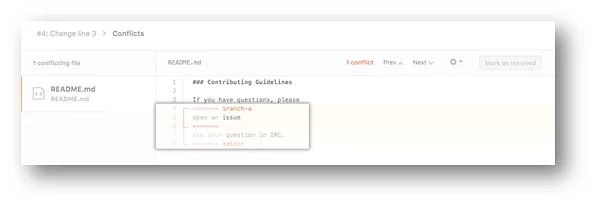 #4: Change line 3 > Conflicts
1 conflicting file
README.md
README.md
README.md
1 conflict Prev Next Mark as resolved
1 ### Contributing Guidelines
2
3 If you have questions, please
4 <<<<<<< branch-a
5 open an issue
6 =======
7 ask your question in IRC.
8 >>>>>>> master